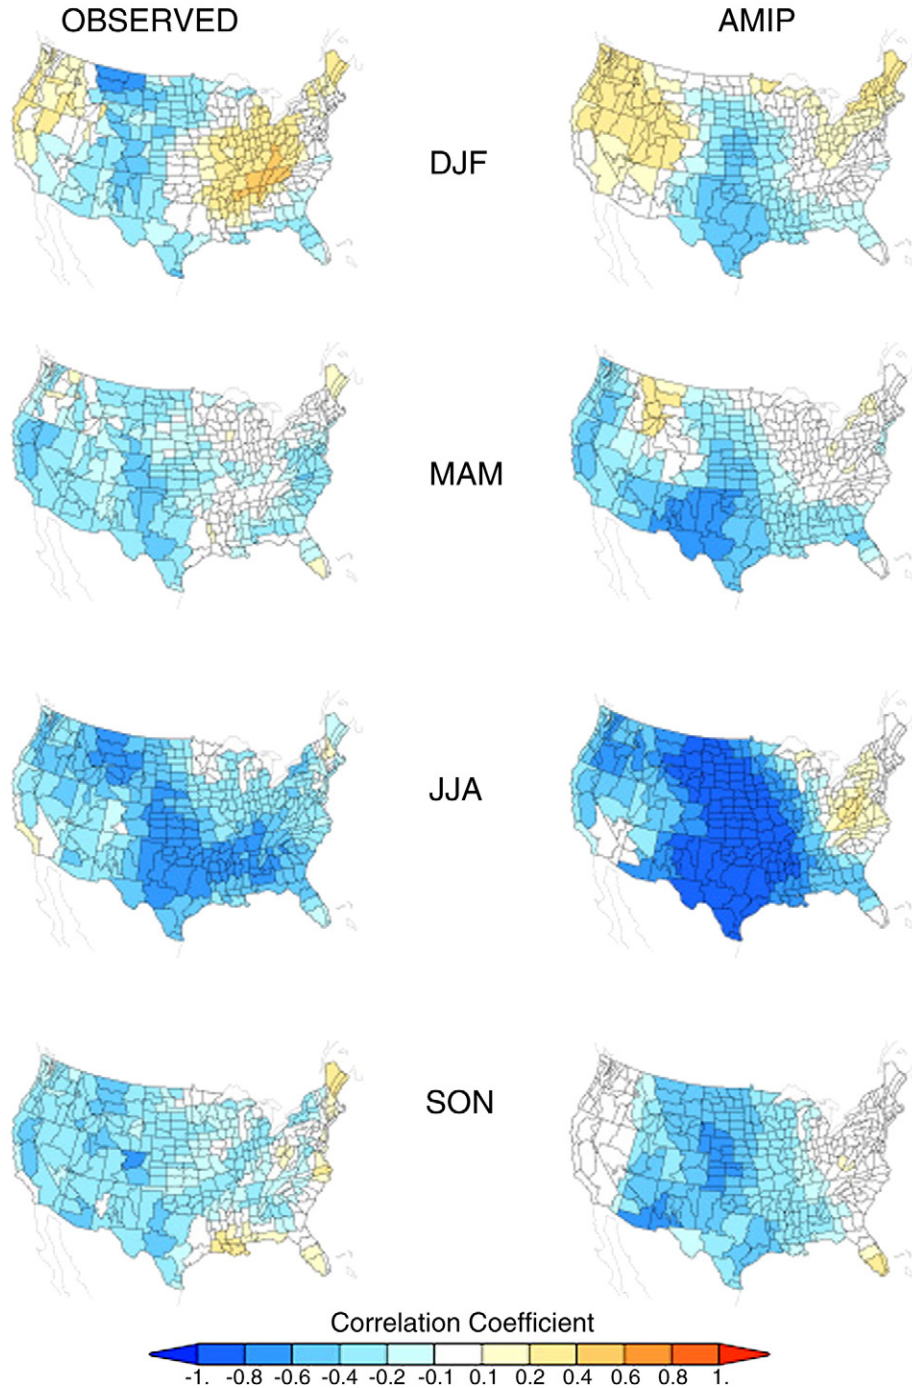 OBSERVED AMIP
DJF
MAM
JJA
SON
Correlation Coefficient
-1. -0.8 -0.6 -0.4 -0.2 -0.1 0.1 0.2 0.4 0.6 0.8 1.